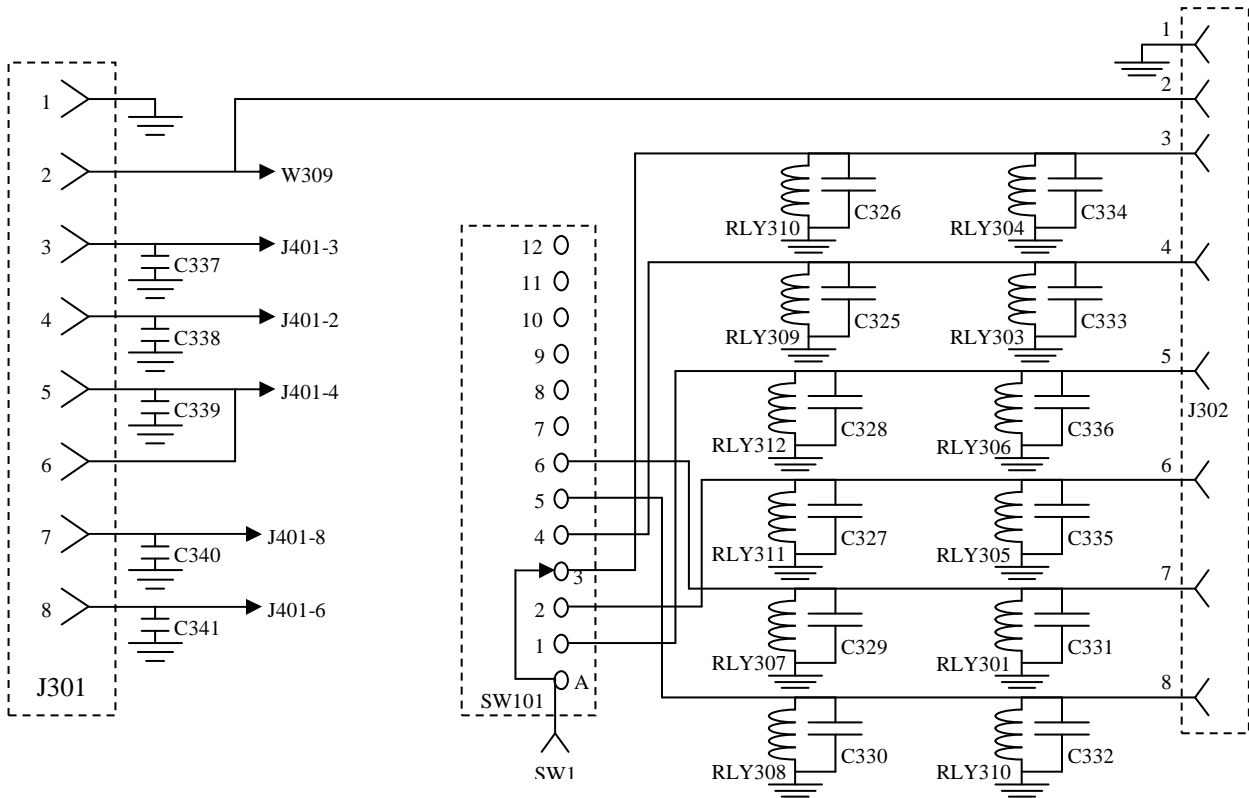 1
2
3
4
5
6
7
8
J301
W309
J401-3
C337
J401-2
C338
J401-4
C339
J401-8
C340
J401-6
C341
12
11
10
9
8
7
6
5
4
3
2
1
A
SW101
SW1
RLY310
C326
RLY304
C334
RLY309
C325
RLY303
C333
RLY312
C328
RLY306
C336
RLY311
C327
RLY305
C335
RLY307
C329
RLY301
C331
RLY308
C330
RLY310
C332
1
2
3
4
5
J302
6
7
8